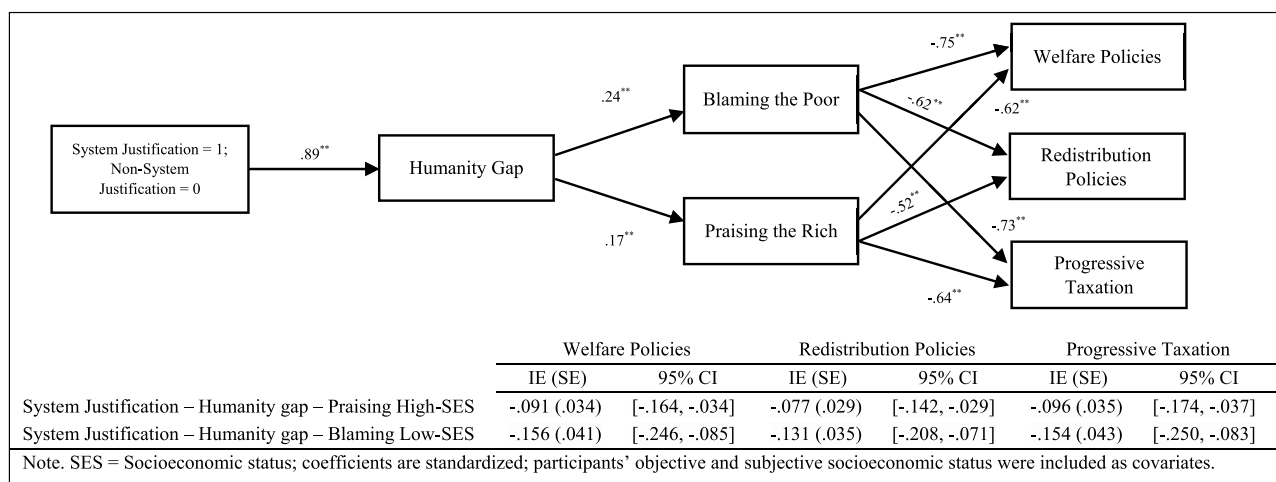 System Justification = 1;
Non-System
Justification = 0
.89**
Humanity Gap
.24**
.17**
Blaming the Poor
Praising the Rich
-.75**
-.62**
-.62**
-.52**
-.73**
-.64**
Welfare Policies
Redistribution
Policies
Progressive
Taxation
Welfare Policies Redistribution Policies Progressive Taxation
IE (SE) 95% CI IE (SE) 95% CI IE (SE) 95% CI
System Justification – Humanity gap – Praising High-SES -.091 (.034) [-.164, -.034] -.077 (.029) [-.142, -.029] -.096 (.035) [-.174, -.037]
System Justification – Humanity gap – Blaming Low-SES -.156 (.041) [-.246, -.085] -.131 (.035) [-.208, -.071] -.154 (.043) [-.250, -.083]
Note. SES = Socioeconomic status; coefficients are standardized; participants’ objective and subjective socioeconomic status were included as covariates.